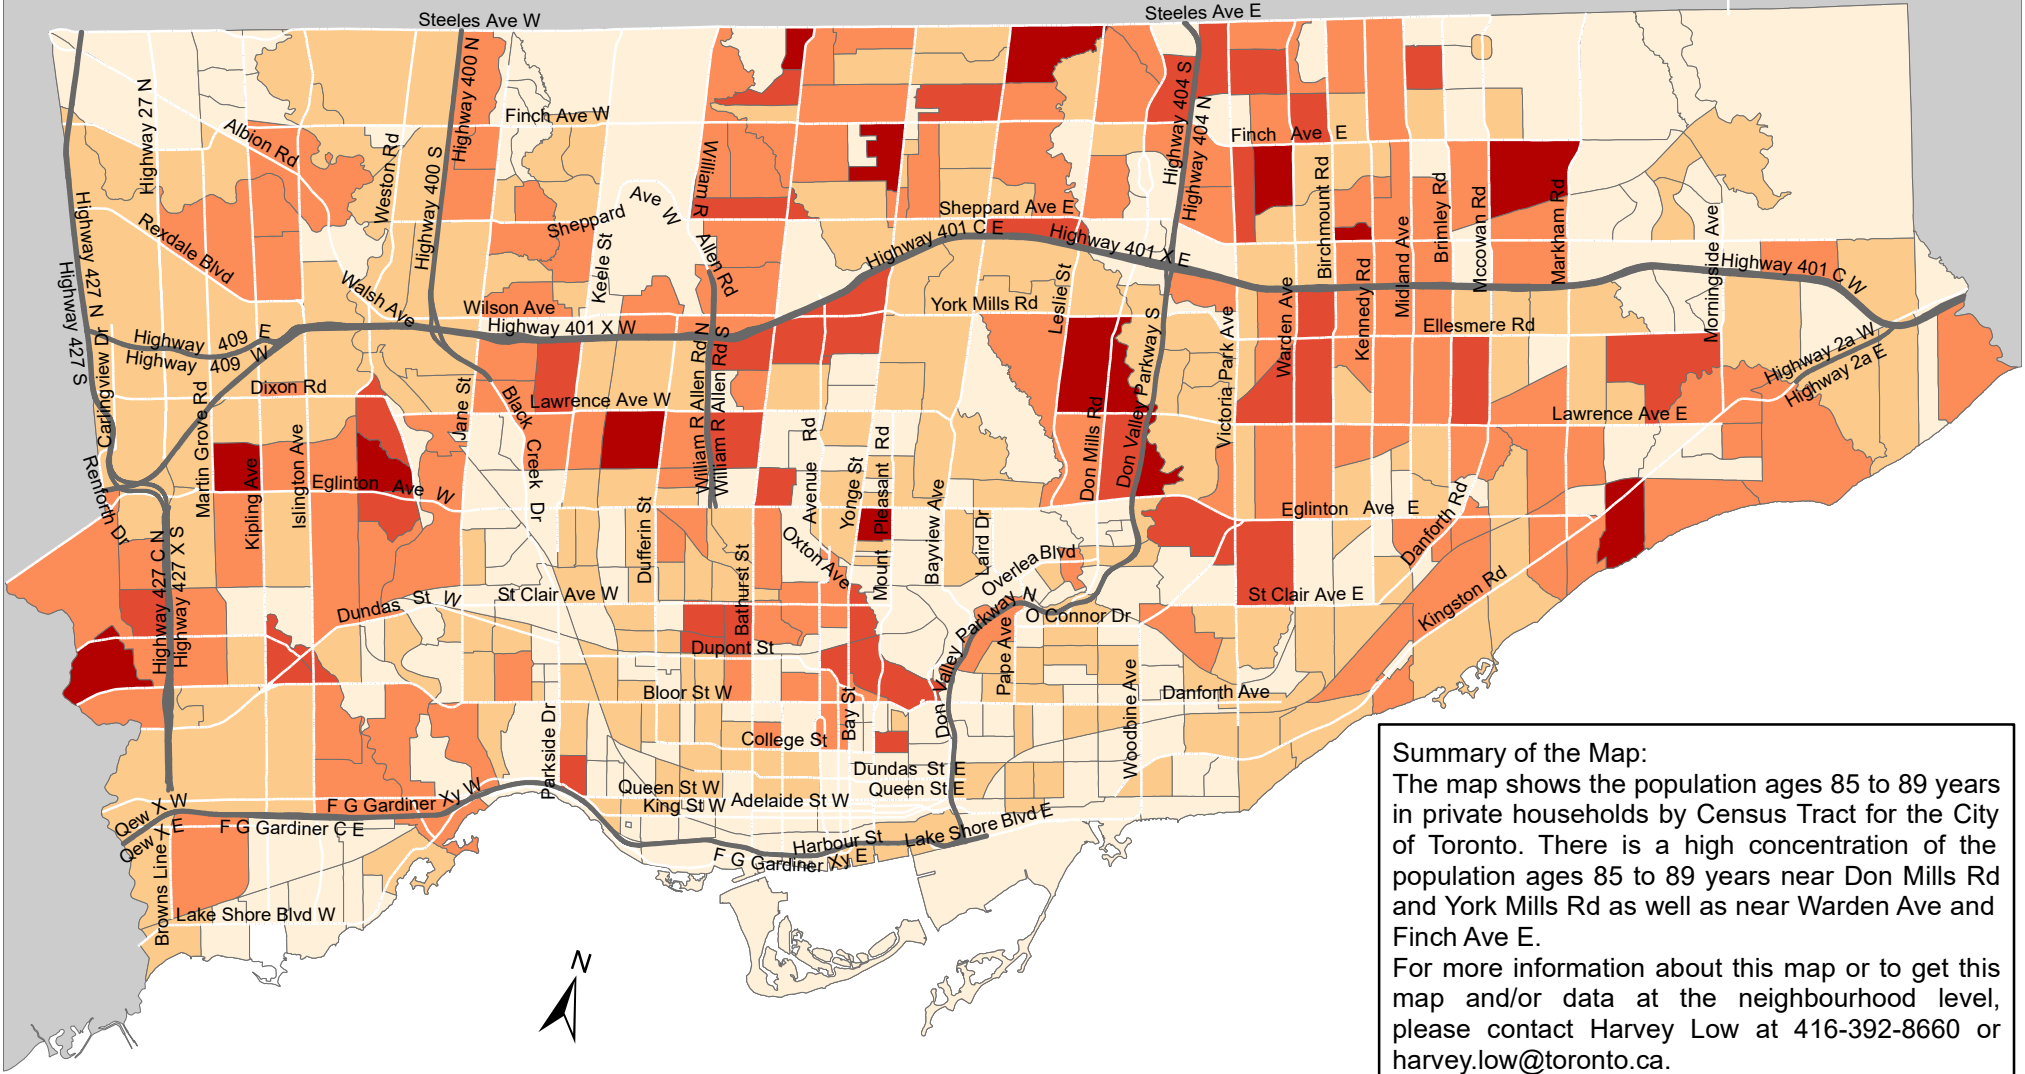 Steeles Ave W
Steeles Ave E
Highway 27 N
Highway 400 N
Finch Ave W
Albion Rd
Weston Rd
Highway 400 S
William R
Highway 404 S
Highway 404 N
Finch Ave E
Highway 427 N
Rexdale Blvd
Sheppard Ave W
Keele St
Allen Rd
Sheppard Ave E
Highway 401 C E
Highway 401 X E
Leslie St
Birchmount Rd
Kennedy Rd
Midland Ave
Brimley Rd
Mccowan Rd
Markham Rd
Morningside Ave
Highway 401 C W
Highway 427 S
Walsh Ave
Wilson Ave
Highway 401 X W
York Mills Rd
Ellesmere Rd
Highway 409 E
Highway 409 W
Carlingview Dr
Dixon Rd
Martin Grove Rd
Jane St
Black Creek Dr
Lawrence Ave W
William R Allen Rd N
William R Allen Rd S
Don Mills Rd
Don Valley Parkway S
Victoria Park Ave
Warden Ave
Lawrence Ave E
Highway 2a W
Highway 2a E
Renforth Dr
Kipling Ave
Islington Ave
Eglinton Ave W
Dufferin St
Bathurst St
Avenue Rd
Yonge St
Mount Pleasant Rd
Bayview Ave
Laird Dr
Oxton Ave
Overlea Blvd
Eglinton Ave E
Danforth Rd
Kingston Rd
Highway 427 C N
Highway 427 X S
Dundas St W
St Clair Ave W
St Clair Ave E
O Connor Dr
Don Valley Parkway N
Pape Ave
Dupont St
Bloor St W
Bay St
Danforth Ave
Woodbine Ave
Parkside Dr
College St
Dundas St E
Queen St W
Queen St E
King St W
Adelaide St W
Qew X W
Qew X E
F G Gardiner Xy W
F G Gardiner C E
Harbour St
Lake Shore Blvd E
F G Gardiner Xy E
Browns Line
Lake Shore Blvd W
N
Summary of the Map:
The map shows the population ages 85 to 89 years
in private households by Census Tract for the City
of Toronto. There is a high concentration of the
population ages 85 to 89 years near Don Mills Rd
and York Mills Rd as well as near Warden Ave and
Finch Ave E.
For more information about this map or to get this
map and/or data at the neighbourhood level,
please contact Harvey Low at 416-392-8660 or
harvey.low@toronto.ca.